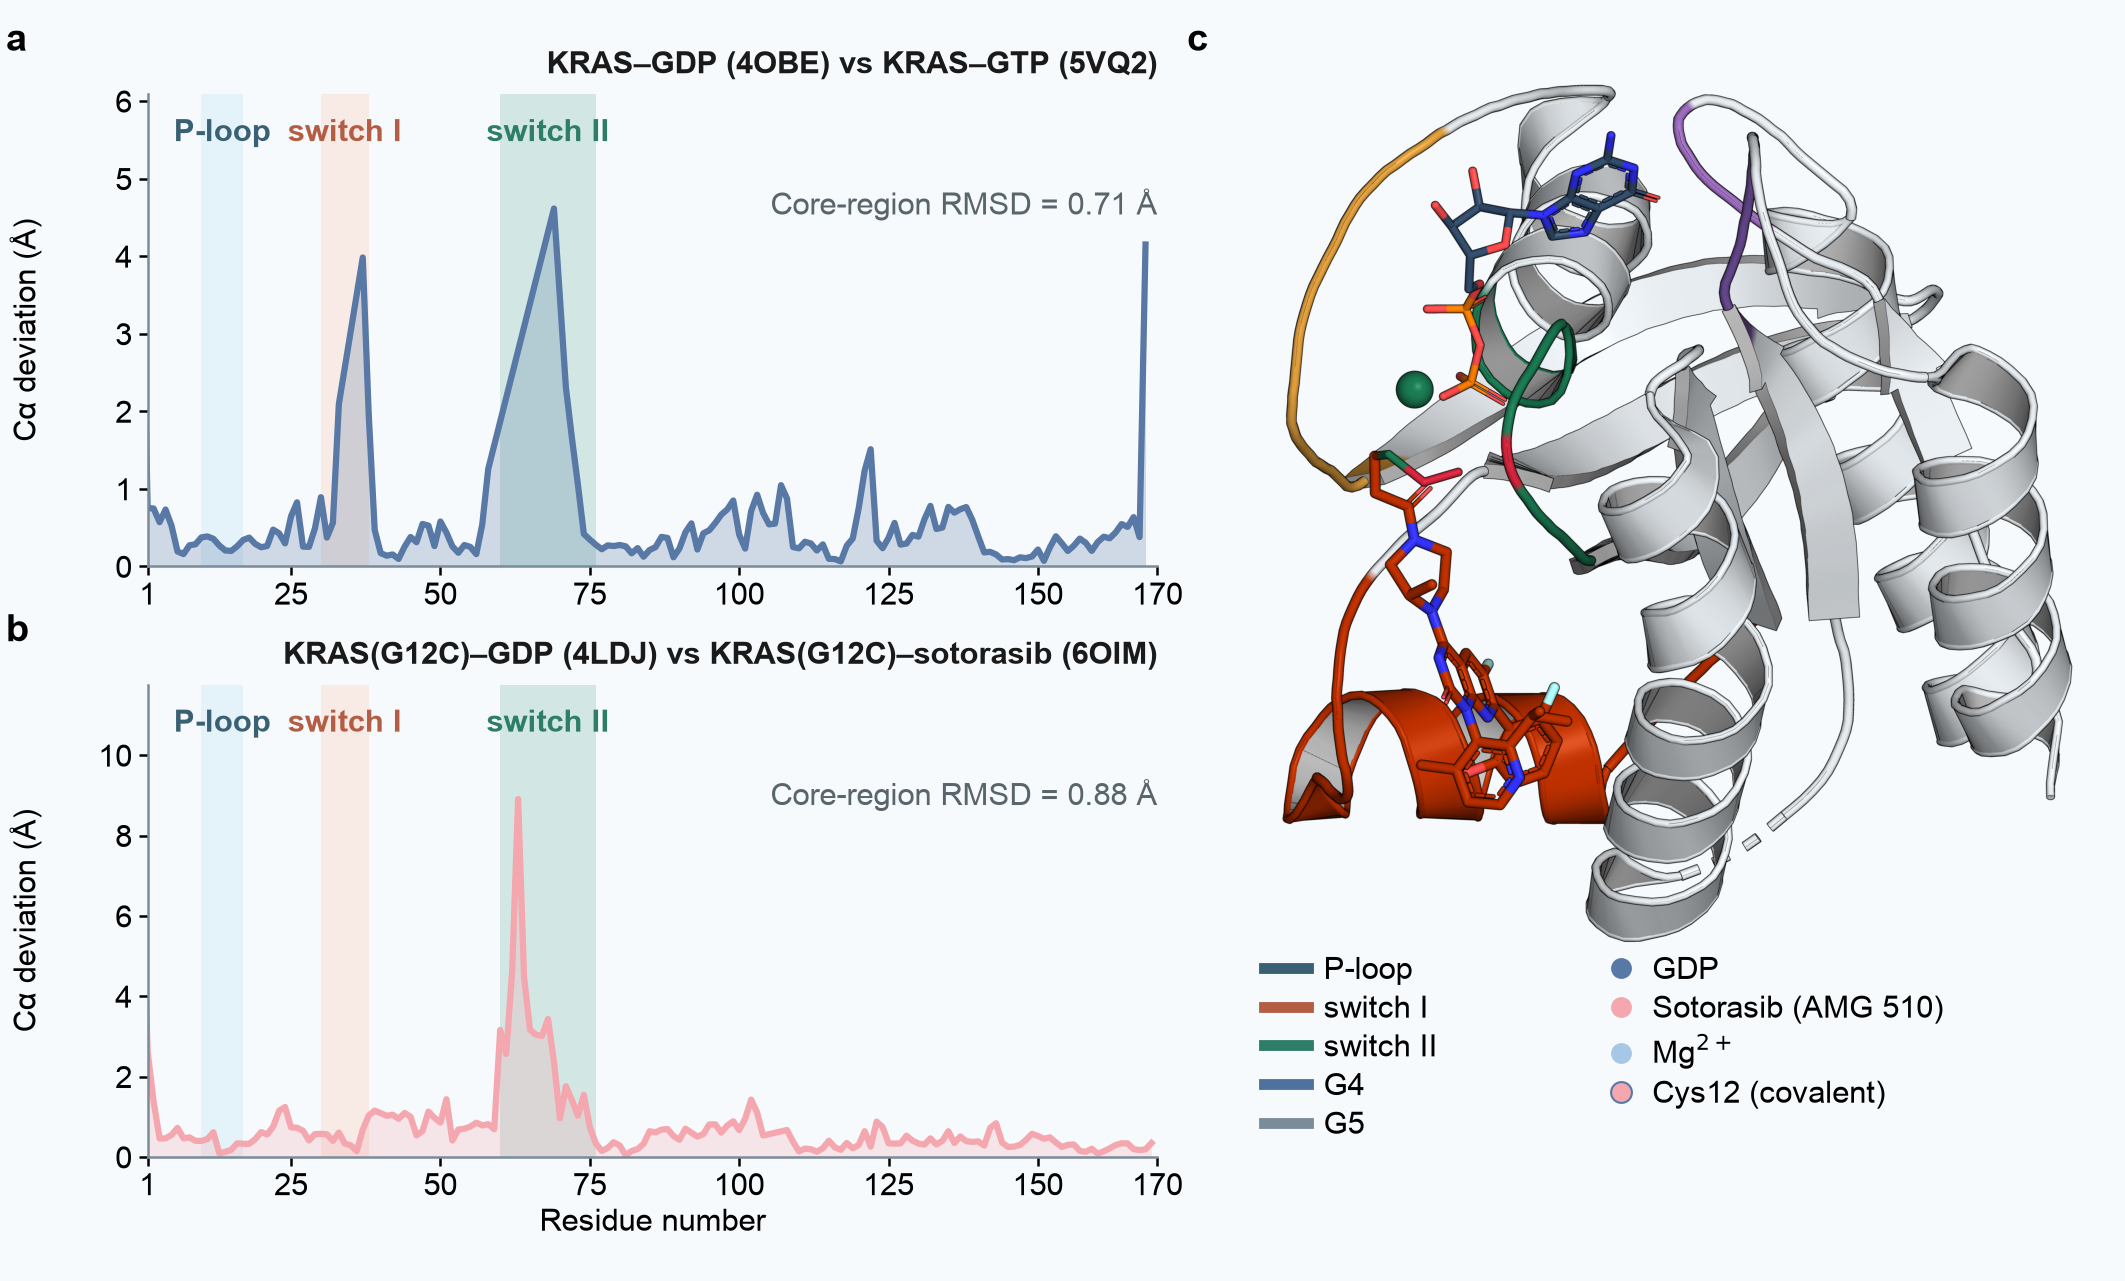 a
KRAS–GDP (4OBE) vs KRAS–GTP (5VQ2)
P-loop switch I switch II
Core-region RMSD = 0.71 Å
Cα deviation (Å)
6
5
4
3
2
1
0
1 25 50 75 100 125 150 170
b
KRAS(G12C)–GDP (4LDJ) vs KRAS(G12C)–sotorasib (6OIM)
P-loop switch I switch II
Core-region RMSD = 0.88 Å
Cα deviation (Å)
10
8
6
4
2
0
1 25 50 75 100 125 150 170
Residue number
c
P-loop
switch I
switch II
G4
G5
GDP
Sotorasib (AMG 510)
Mg²⁺
Cys12 (covalent)